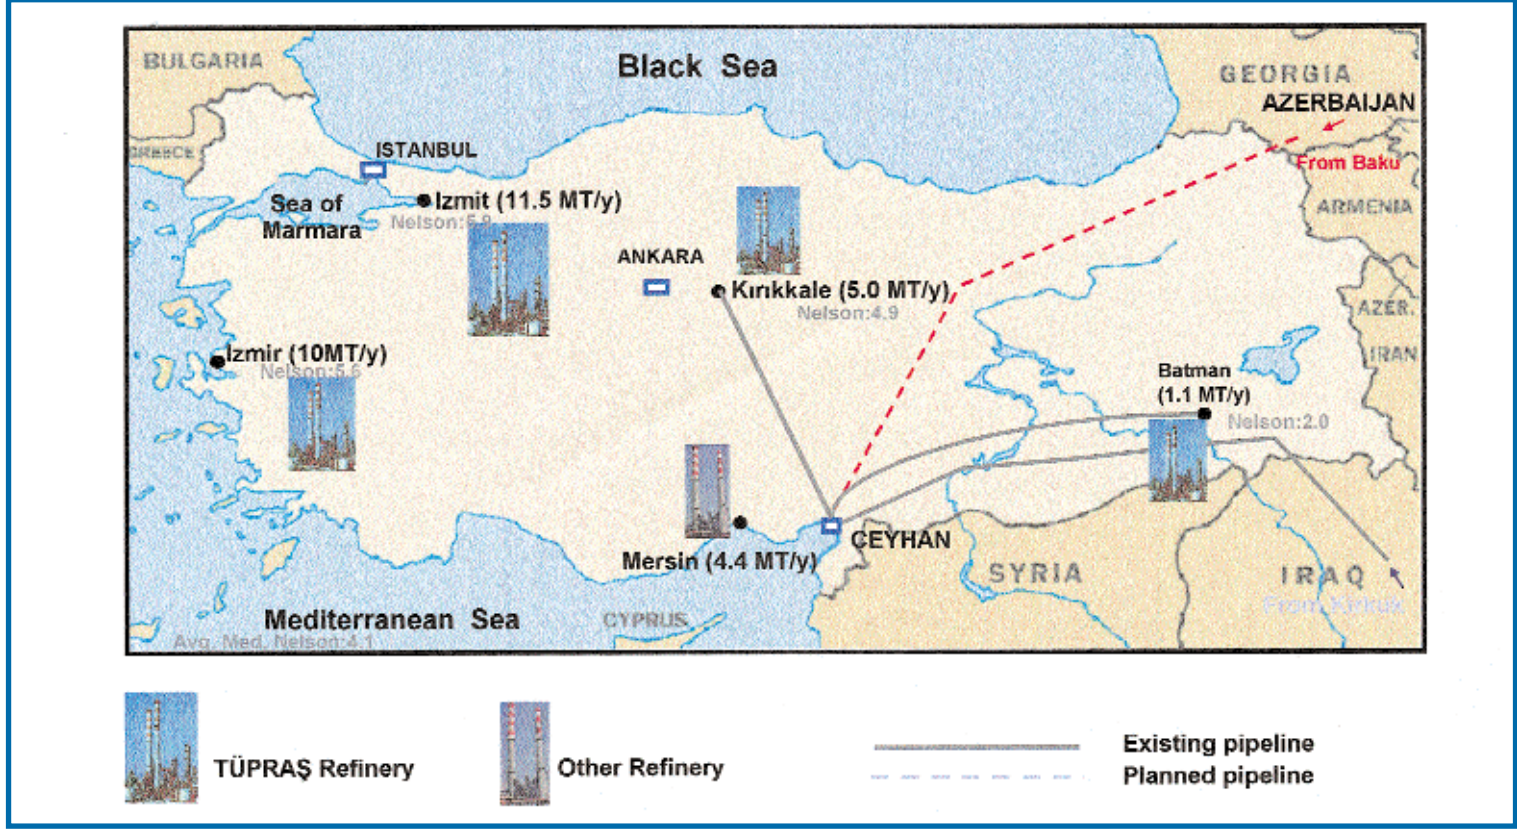 BULGARIA
Black Sea
GEORGIA
AZERBAIJAN
GREECE
ISTANBUL
From Baku
Sea of
Marmara
Izmit (11.5 MT/y)
Nelson:5.9
ARMENIA
ANKARA
Kırıkkale (5.0 MT/y)
Nelson:4.9
AZER.
Izmir (10MT/y)
Nelson:5.6
IRAN
Batman
(1.1 MT/y)
Nelson:2.0
CEYHAN
Mersin (4.4 MT/y)
SYRIA
IRAQ
From Kirkuk
Mediterranean Sea
CYPRUS
Avg. Med. Nelson:4.1
TÜPRAŞ Refinery
Other Refinery
Existing pipeline
Planned pipeline